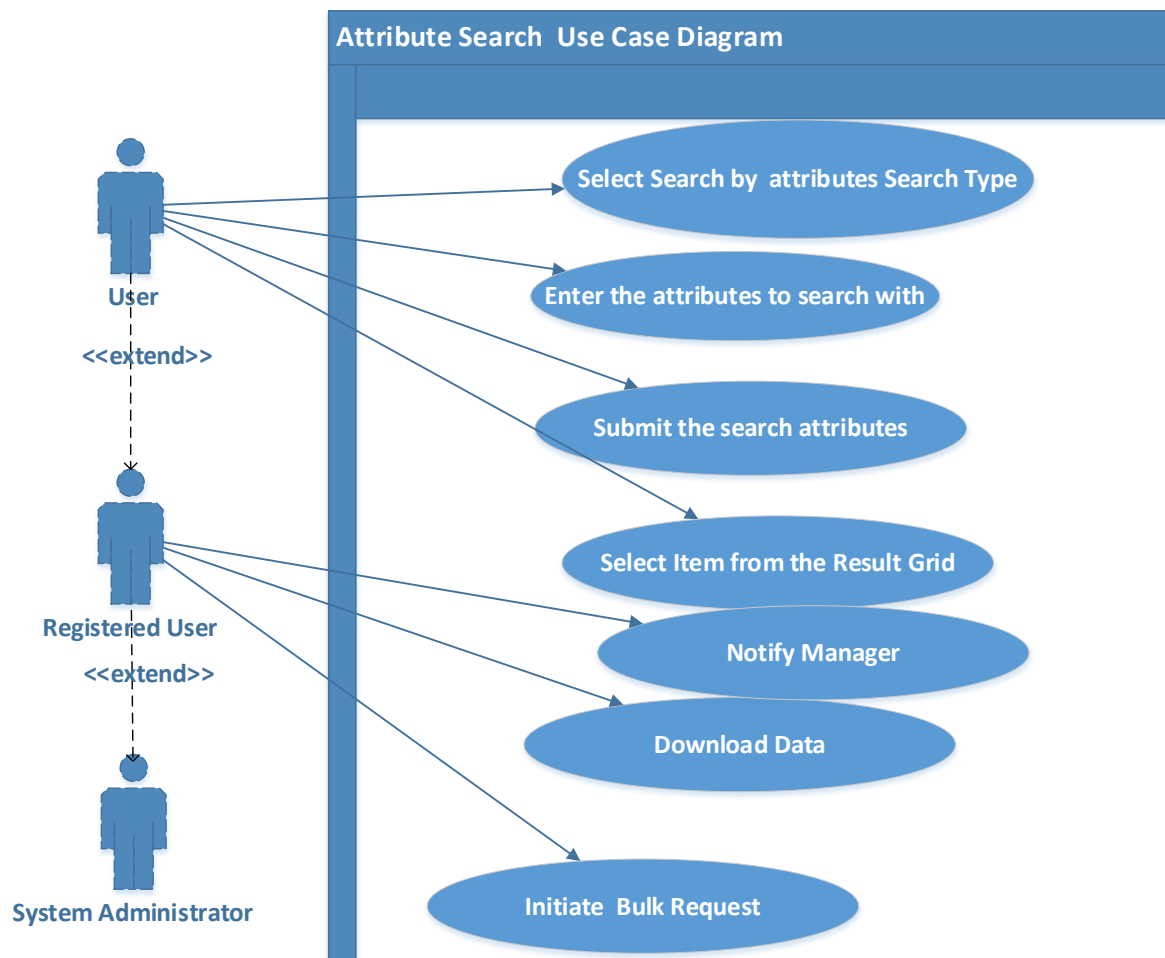 Attribute Search  Use Case Diagram
Select Search by  attributes Search Type
Enter the attributes to search with
User
<<extend>>
Submit the search attributes
Select Item from the Result Grid
Registered User
Notify Manager
<<extend>>
Download Data
System Administrator
Initiate  Bulk Request